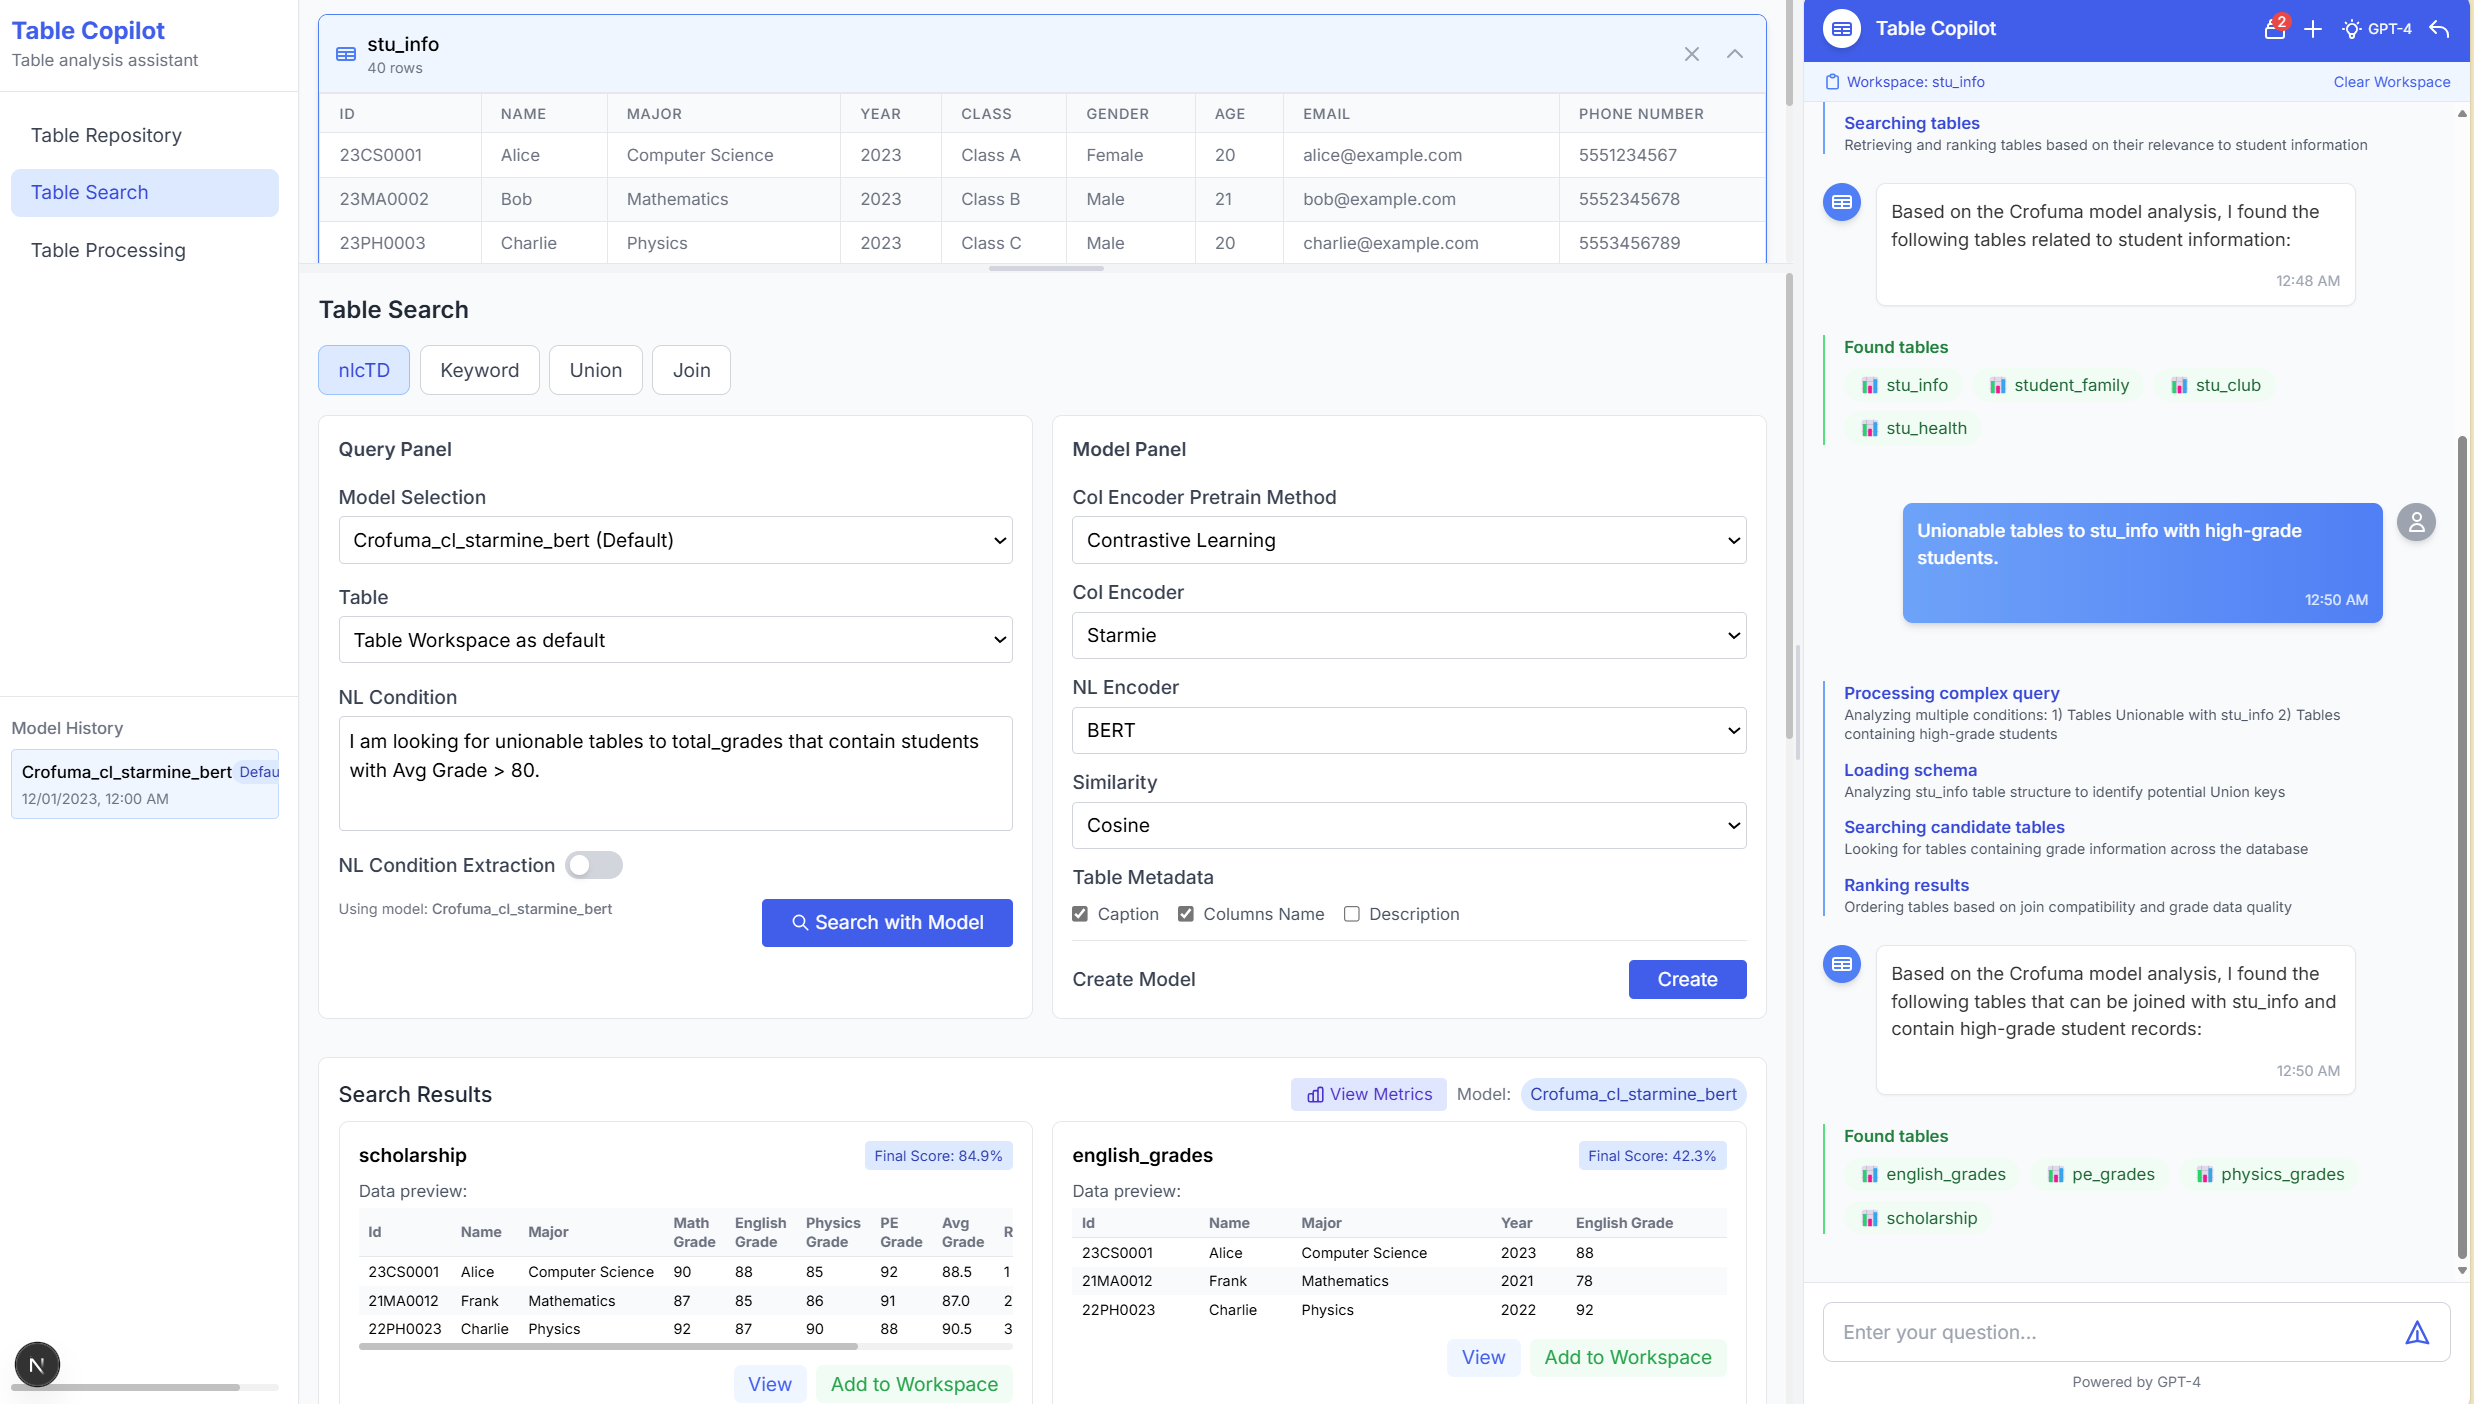 Table Copilot
Table analysis assistant
Table Repository
Table Search
Table Processing
Model History
Crofuma_cl_starmine_bert Defau
12/01/2023, 12:00 AM
N
stu_info
40 rows
ID NAME MAJOR YEAR CLASS GENDER AGE EMAIL PHONE NUMBER
23CS0001 Alice Computer Science 2023 Class A Female 20 alice@example.com 5551234567
23MA0002 Bob Mathematics 2023 Class B Male 21 bob@example.com 5552345678
23PH0003 Charlie Physics 2023 Class C Male 20 charlie@example.com 5553456789
Table Search
nlcTD Keyword Union Join
Query Panel
Model Selection
Crofuma_cl_starmine_bert (Default)
Table
Table Workspace as default
NL Condition
I am looking for unionable tables to total_grades that contain students
with Avg Grade > 80.
NL Condition Extraction
Using model: Crofuma_cl_starmine_bert
Search with Model
Model Panel
Col Encoder Pretrain Method
Contrastive Learning
Col Encoder
Starmie
NL Encoder
BERT
Similarity
Cosine
Table Metadata
Caption Columns Name Description
Create Model Create
Search Results View Metrics Model: Crofuma_cl_starmine_bert
scholarship Final Score: 84.9%
Data preview:
Id Name Major Math Grade English Grade Physics Grade PE Grade Avg Grade R
23CS0001 Alice Computer Science 90 88 85 92 88.5 1
21MA0012 Frank Mathematics 87 85 86 91 87.0 2
22PH0023 Charlie Physics 92 87 90 88 90.5 3
View Add to Workspace
english_grades Final Score: 42.3%
Data preview:
Id Name Major Year English Grade
23CS0001 Alice Computer Science 2023 88
21MA0012 Frank Mathematics 2021 78
22PH0023 Charlie Physics 2022 92
View Add to Workspace
Table Copilot 2 GPT-4
Workspace: stu_info Clear Workspace
Searching tables
Retrieving and ranking tables based on their relevance to student information
Based on the Crofuma model analysis, I found the
following tables related to student information:
12:48 AM
Found tables
stu_info student_family stu_club
stu_health
Unionable tables to stu_info with high-grade
students.
12:50 AM
Processing complex query
Analyzing multiple conditions: 1) Tables Unionable with stu_info 2) Tables
containing high-grade students
Loading schema
Analyzing stu_info table structure to identify potential Union keys
Searching candidate tables
Looking for tables containing grade information across the database
Ranking results
Ordering tables based on join compatibility and grade data quality
Based on the Crofuma model analysis, I found the
following tables that can be joined with stu_info and
contain high-grade student records:
12:50 AM
Found tables
english_grades pe_grades physics_grades
scholarship
Enter your question...
Powered by GPT-4